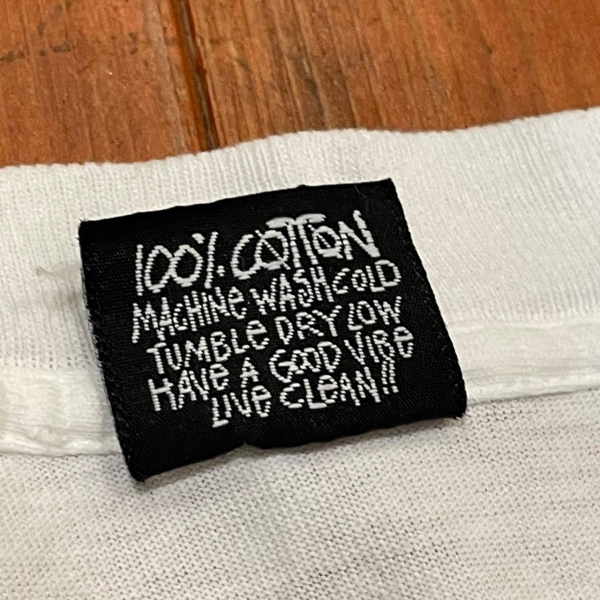 100% COTTON
MACHINe WASH COLD
TUMBLe DRY LOW
HAVe A GOOD VIBe
LIVe CLeAN!!